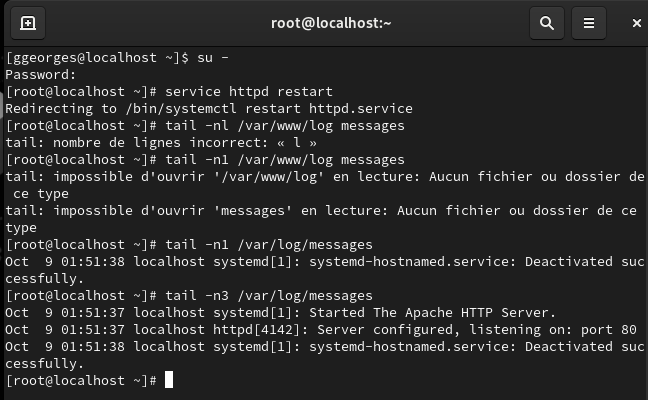 root@localhost:~
[ggeorges@localhost ~]$ su -
Password:
[root@localhost ~]# service httpd restart
Redirecting to /bin/systemctl restart httpd.service
[root@localhost ~]# tail -nl /var/www/log messages
tail: nombre de lignes incorrect: « l »
[root@localhost ~]# tail -n1 /var/www/log messages
tail: impossible d'ouvrir '/var/www/log' en lecture: Aucun fichier ou dossier de
 ce type
tail: impossible d'ouvrir 'messages' en lecture: Aucun fichier ou dossier de ce
type
[root@localhost ~]# tail -n1 /var/log/messages
Oct  9 01:51:38 localhost systemd[1]: systemd-hostnamed.service: Deactivated suc
cessfully.
[root@localhost ~]# tail -n3 /var/log/messages
Oct  9 01:51:37 localhost systemd[1]: Started The Apache HTTP Server.
Oct  9 01:51:37 localhost httpd[4142]: Server configured, listening on: port 80
Oct  9 01:51:38 localhost systemd[1]: systemd-hostnamed.service: Deactivated suc
cessfully.
[root@localhost ~]#